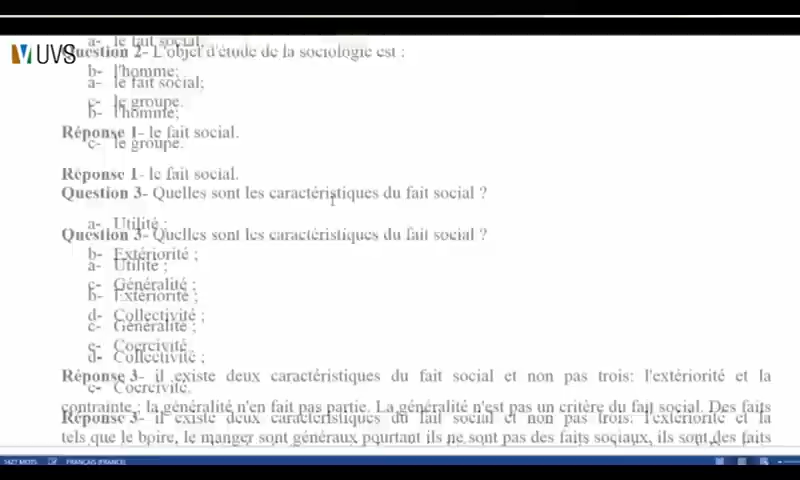 UVS
a- le fait social.
Question 2- L'objet d'étude de la sociologie est :
b- l'homme;
a- le fait social;
c- le groupe.
b- l'homme;
Réponse 1- le fait social.
c- le groupe.
Réponse 1- le fait social.
Question 3- Quelles sont les caractéristiques du fait social ?
a- Utilité ;
Question 3- Quelles sont les caractéristiques du fait social ?
b- Extériorité ;
a- Utilité ;
c- Généralité ;
b- Extériorité ;
d- Collectivité ;
c- Généralité ;
e- Coercivité
d- Collectivité ;
Réponse 3- il existe deux caractéristiques du fait social et non pas trois: l'extériorité et la
e- Coercivité.
contrainte ; la généralité n'en fait pas partie. La généralité n'est pas un critère du fait social. Des faits
Réponse 3- il existe deux caractéristiques du fait social et non pas trois: l'extériorité et la
tels que le boire, le manger sont généraux pourtant ils ne sont pas des faits sociaux, ils sont des faits
1427 MOTS FRANÇAIS (FRANCE)